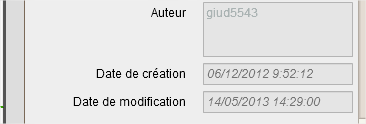 Auteur giud5543
Date de création 06/12/2012 9:52:12
Date de modification 14/05/2013 14:29:00